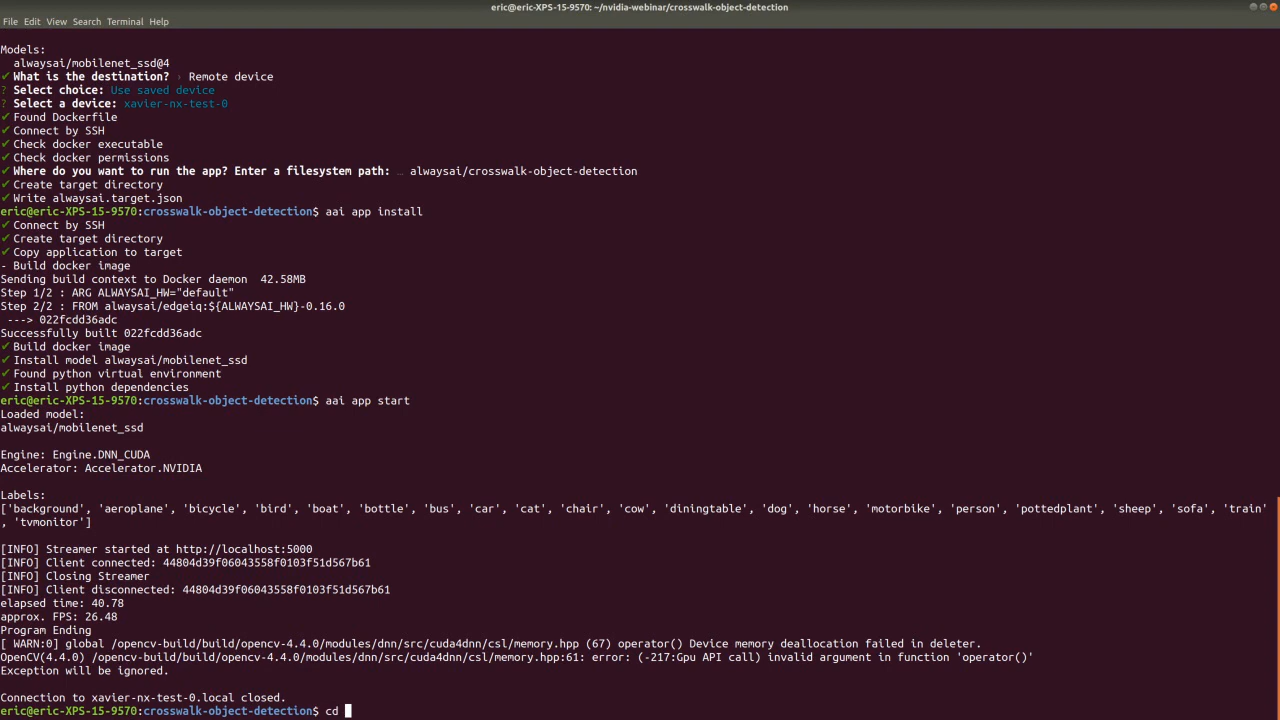 eric@eric-XPS-15-9570: ~/nvidia-webinar/crosswalk-object-detection
File Edit View Search Terminal Help
Models:
alwaysai/mobilenet_ssd@4
✔ What is the destination? › Remote device
? Select choice: Use saved device
? Select a device: xavier-nx-test-0
✔ Found Dockerfile
✔ Connect by SSH
✔ Check docker executable
✔ Check docker permissions
✔ Where do you want to run the app? Enter a filesystem path: … alwaysai/crosswalk-object-detection
✔ Create target directory
✔ Write alwaysai.target.json
eric@eric-XPS-15-9570:crosswalk-object-detection$ aai app install
✔ Connect by SSH
✔ Create target directory
✔ Copy application to target
- Build docker image
Sending build context to Docker daemon  42.58MB
Step 1/2 : ARG ALWAYSAI_HW="default"
Step 2/2 : FROM alwaysai/edgeiq:${ALWAYSAI_HW}-0.16.0
 ---> 022fcdd36adc
Successfully built 022fcdd36adc
✔ Build docker image
✔ Install model alwaysai/mobilenet_ssd
✔ Found python virtual environment
✔ Install python dependencies
eric@eric-XPS-15-9570:crosswalk-object-detection$ aai app start
Loaded model:
alwaysai/mobilenet_ssd
Engine: Engine.DNN_CUDA
Accelerator: Accelerator.NVIDIA
Labels:
['background', 'aeroplane', 'bicycle', 'bird', 'boat', 'bottle', 'bus', 'car', 'cat', 'chair', 'cow', 'diningtable', 'dog', 'horse', 'motorbike', 'person', 'pottedplant', 'sheep', 'sofa', 'train'
, 'tvmonitor']
[INFO] Streamer started at http://localhost:5000
[INFO] Client connected: 44804d39f06043558f0103f51d567b61
[INFO] Closing Streamer
[INFO] Client disconnected: 44804d39f06043558f0103f51d567b61
elapsed time: 40.78
approx. FPS: 26.48
Program Ending
[ WARN:0] global /opencv-build/build/opencv-4.4.0/modules/dnn/src/cuda4dnn/csl/memory.hpp (67) operator() Device memory deallocation failed in deleter.
OpenCV(4.4.0) /opencv-build/build/opencv-4.4.0/modules/dnn/src/cuda4dnn/csl/memory.hpp:61: error: (-217:Gpu API call) invalid argument in function 'operator()'
Exception will be ignored.
Connection to xavier-nx-test-0.local closed.
eric@eric-XPS-15-9570:crosswalk-object-detection$ cd